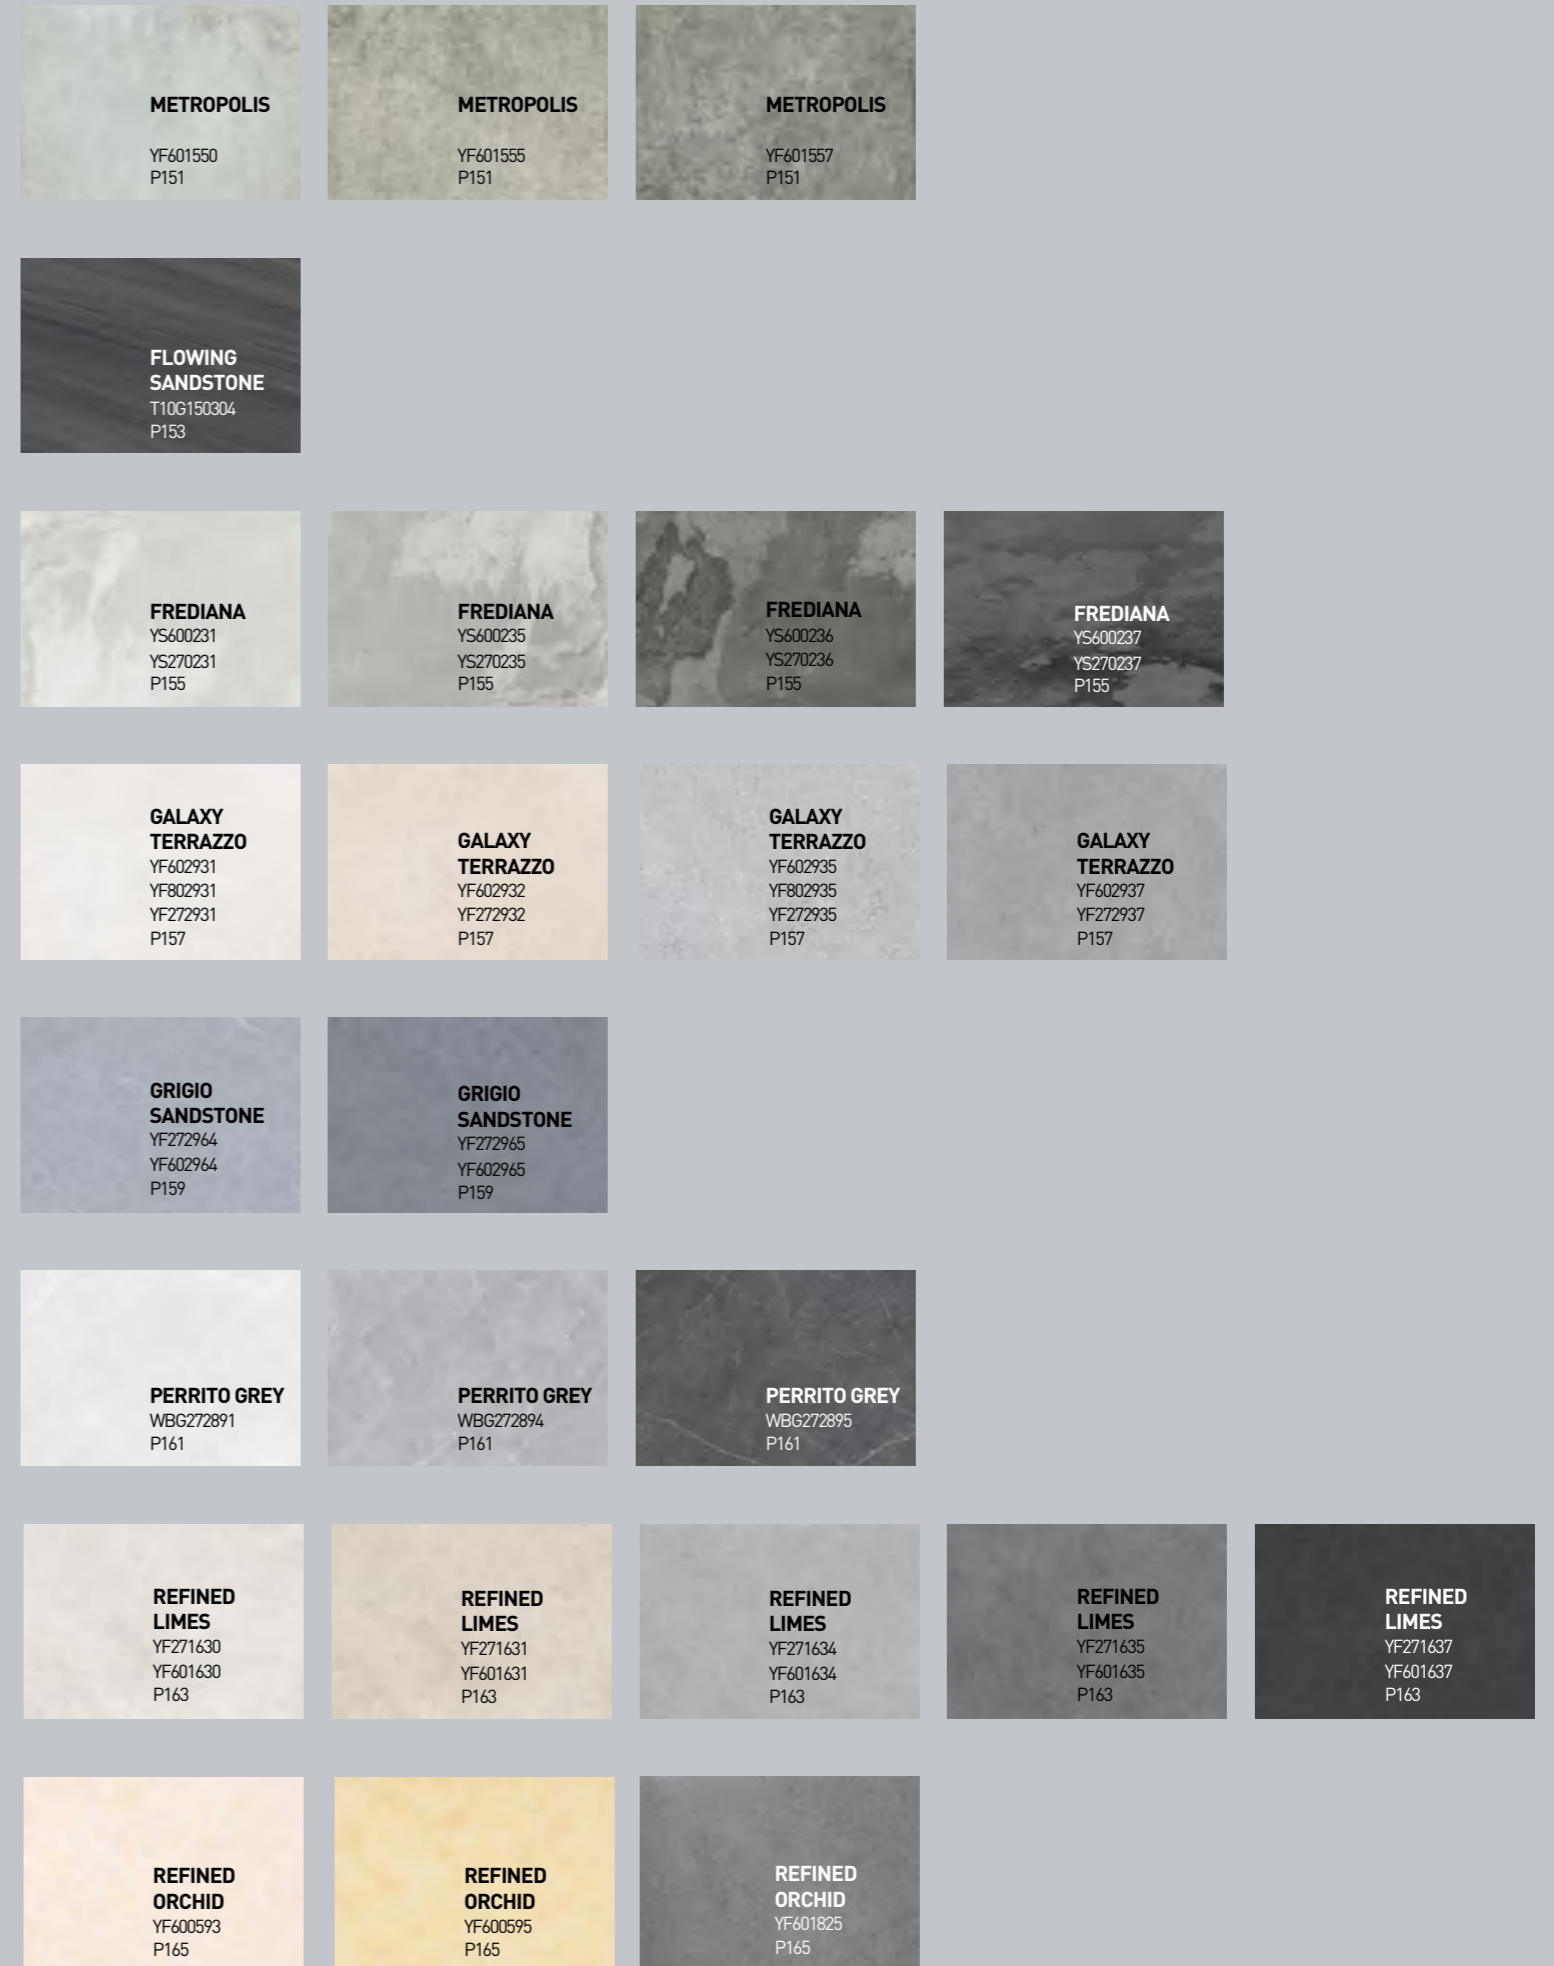 METROPOLIS
YF601550
P151
METROPOLIS
YF601555
P151
METROPOLIS
YF601557
P151
FLOWING
SANDSTONE
T10G150304
P153
FREDIANA
YS600231
YS270231
P155
FREDIANA
YS600235
YS270235
P155
FREDIANA
YS600236
YS270236
P155
FREDIANA
YS600237
YS270237
P155
GALAXY
TERRAZZO
YF602931
YF802931
YF272931
P157
GALAXY
TERRAZZO
YF602932
YF272932
P157
GALAXY
TERRAZZO
YF602935
YF802935
YF272935
P157
GALAXY
TERRAZZO
YF602937
YF272937
P157
GRIGIO
SANDSTONE
YF272964
YF602964
P159
GRIGIO
SANDSTONE
YF272965
YF602965
P159
PERRITO GREY
WBG272891
P161
PERRITO GREY
WBG272894
P161
PERRITO GREY
WBG272895
P161
REFINED
LIMES
YF271630
YF601630
P163
REFINED
LIMES
YF271631
YF601631
P163
REFINED
LIMES
YF271634
YF601634
P163
REFINED
LIMES
YF271635
YF601635
P163
REFINED
LIMES
YF271637
YF601637
P163
REFINED
ORCHID
YF600593
P165
REFINED
ORCHID
YF600595
P165
REFINED
ORCHID
YF601825
P165